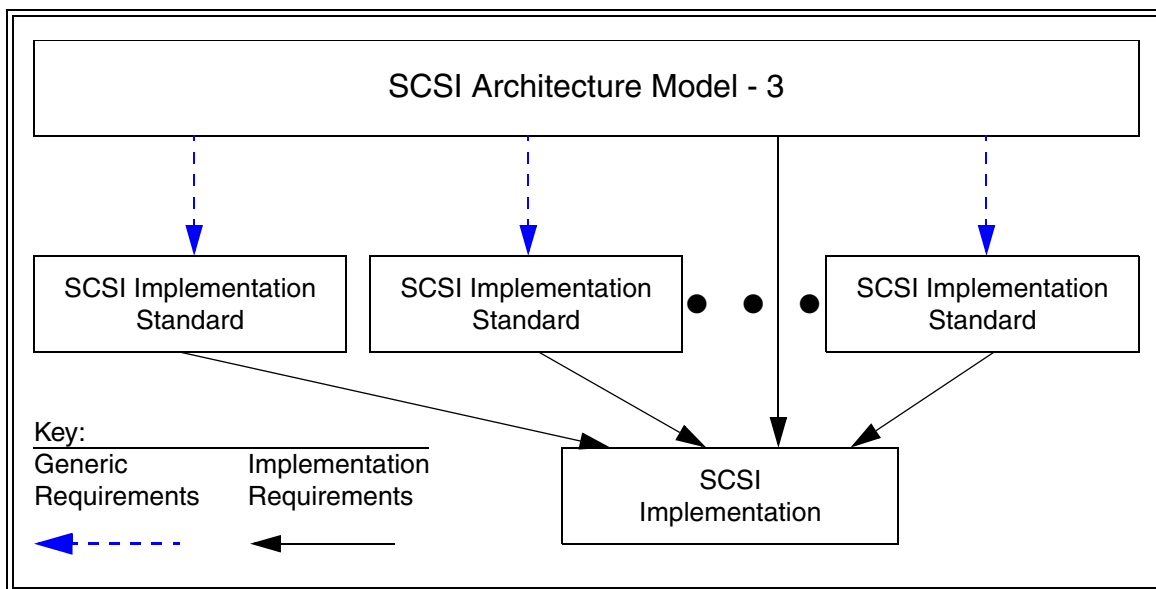 SCSI Architecture Model - 3
SCSI Implementation
Standard
SCSI Implementation
Standard
SCSI Implementation
Standard
Key:
Generic
Requirements
Implementation
Requirements
SCSI
Implementation